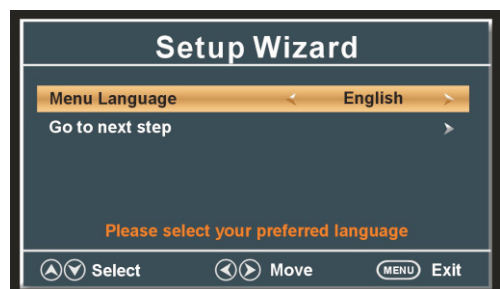 Setup Wizard
Menu Language English
Go to next step
Please select your preferred language
Select Move MENU Exit